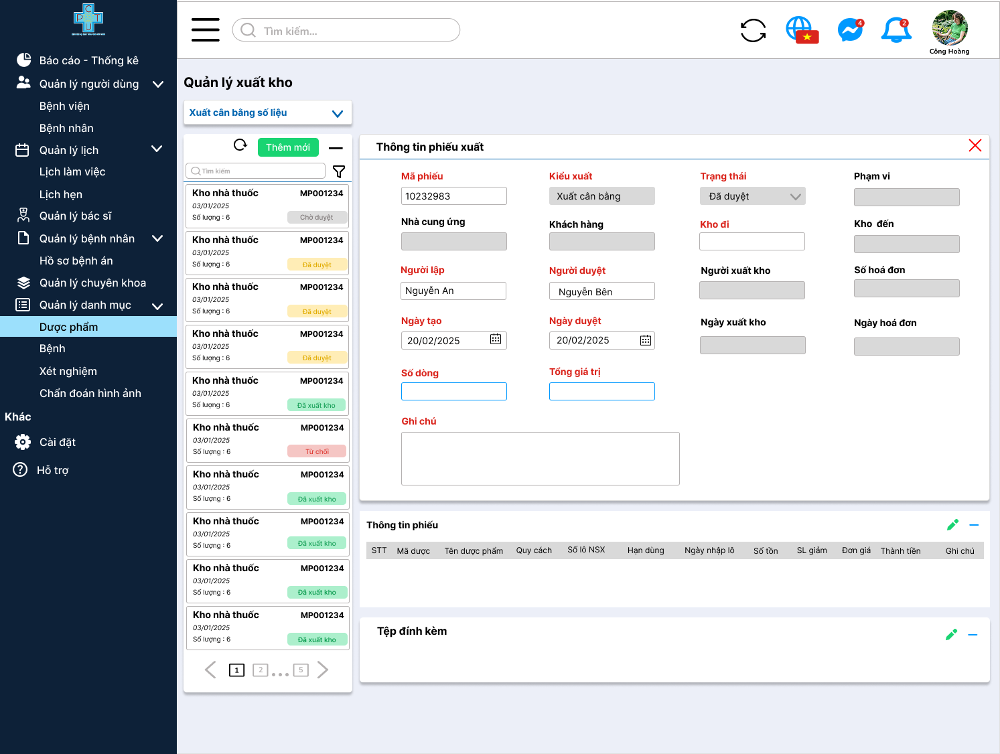 C
P C T
U
Báo cáo - Thống kê
Quản lý người dùng
Bệnh viện
Bệnh nhân
Quản lý lịch
Lịch làm việc
Lịch hẹn
Quản lý bác sĩ
Quản lý bệnh nhân
Hồ sơ bệnh án
Quản lý chuyên khoa
Quản lý danh mục
Dược phẩm
Bệnh
Xét nghiệm
Chẩn đoán hình ảnh
Khác
Cài đặt
Hỗ trợ
Tìm kiếm...
4
2
Công Hoàng
Quản lý xuất kho
Xuất cân bằng số liệu
Thêm mới
Tìm kiếm
Kho nhà thuốc MP001234
03/01/2025
Số lượng : 6 Chờ duyệt
Kho nhà thuốc MP001234
03/01/2025
Số lượng : 6 Đã duyệt
Kho nhà thuốc MP001234
03/01/2025
Số lượng : 6 Đã duyệt
Kho nhà thuốc MP001234
03/01/2025
Số lượng : 6 Đã duyệt
Kho nhà thuốc MP001234
03/01/2025
Số lượng : 6 Đã xuất kho
Kho nhà thuốc MP001234
03/01/2025
Số lượng : 6 Từ chối
Kho nhà thuốc MP001234
03/01/2025
Số lượng : 6 Đã xuất kho
Kho nhà thuốc MP001234
03/01/2025
Số lượng : 6 Đã xuất kho
Kho nhà thuốc MP001234
03/01/2025
Số lượng : 6 Đã xuất kho
Kho nhà thuốc MP001234
03/01/2025
Số lượng : 6 Đã xuất kho
1 2 ... 5
Thông tin phiếu xuất
Mã phiếu Kiểu xuất Trạng thái Phạm vi
10232983 Xuất cân bằng Đã duyệt
Nhà cung ứng Khách hàng Kho đi Kho đến
Người lập Người duyệt Người xuất kho Số hoá đơn
Nguyễn An Nguyễn Bên
Ngày tạo Ngày duyệt Ngày xuất kho Ngày hoá đơn
20/02/2025 20/02/2025
Số dòng Tổng giá trị
Ghi chú
Thông tin phiếu
STT Mã dược Tên dược phẩm Quy cách Số lô NSX Hạn dùng Ngày nhập lô Số tồn SL giảm Đơn giá Thành tiền Ghi chú
Tệp đính kèm